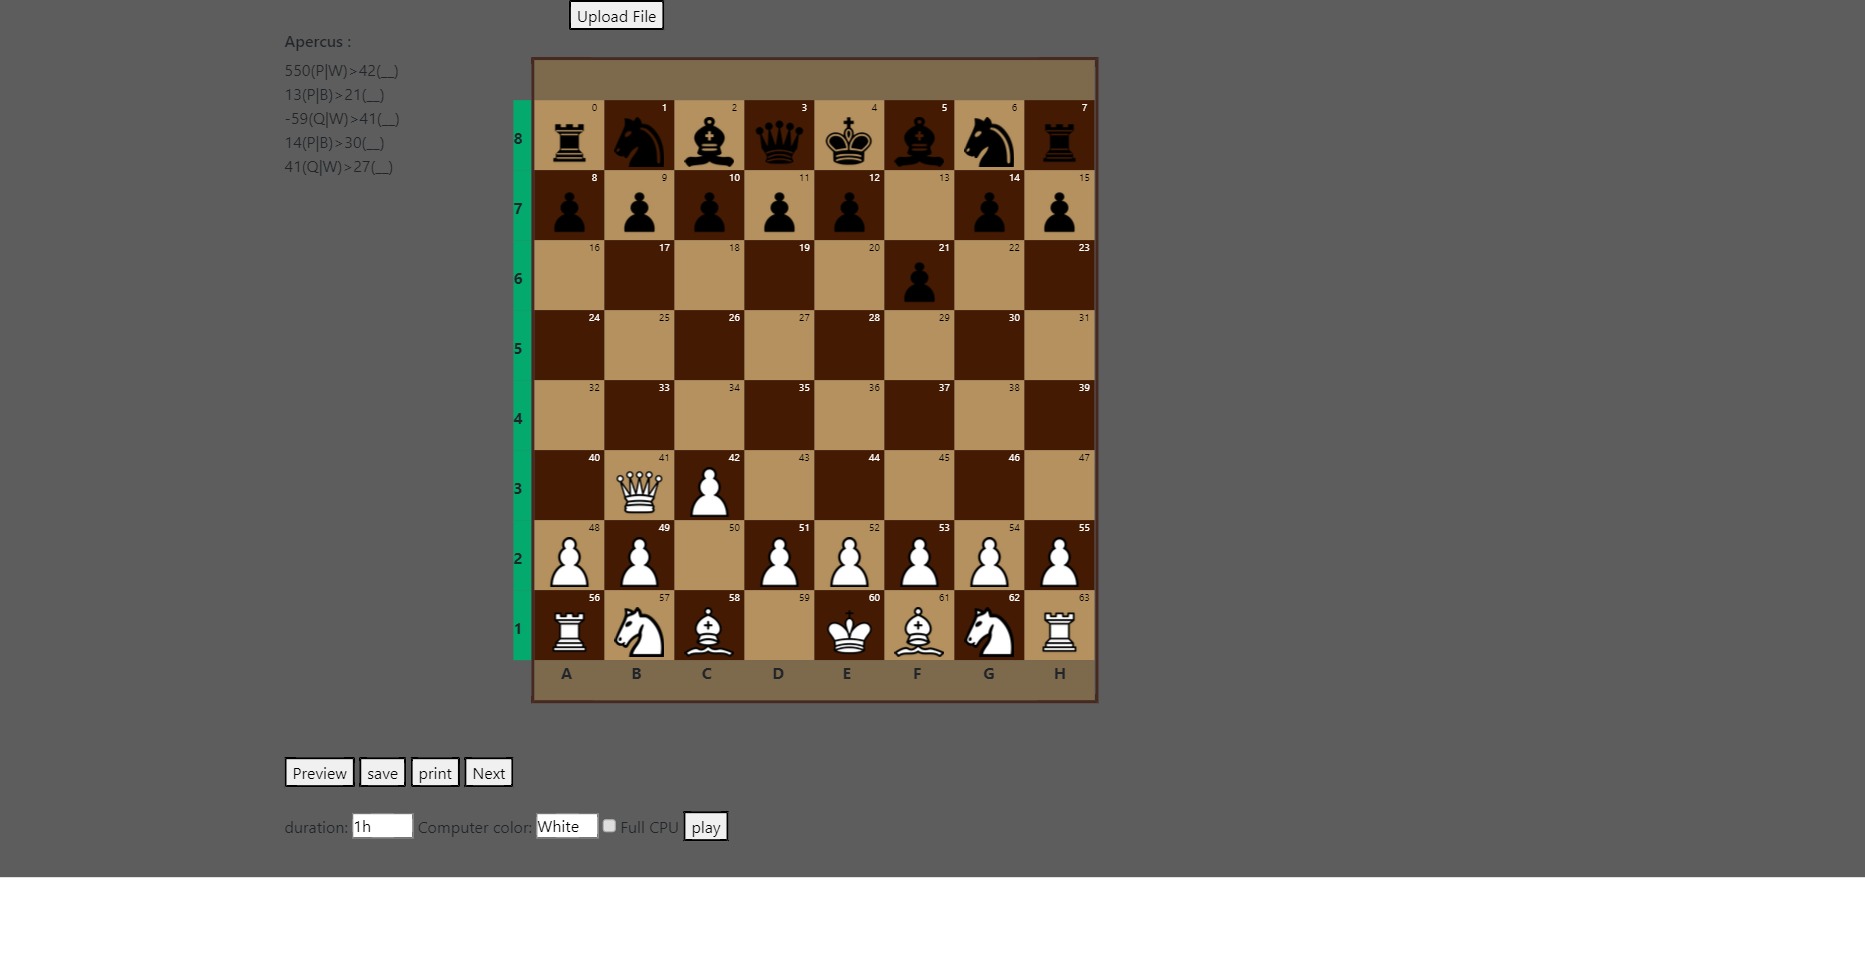 Upload File
Apercus :
550(P|W)>42(__)
13(P|B)>21(__)
-59(Q|W)>41(__)
14(P|B)>30(__)
41(Q|W)>27(__)
0 1 2 3 4 5 6 7
8
8 9 10 11 12 13 14 15
7
16 17 18 19 20 21 22 23
6
24 25 26 27 28 29 30 31
5
32 33 34 35 36 37 38 39
4
40 41 42 43 44 45 46 47
3
48 49 50 51 52 53 54 55
2
56 57 58 59 60 61 62 63
1
A B C D E F G H
Preview save print Next
duration: 1h Computer color: White Full CPU play